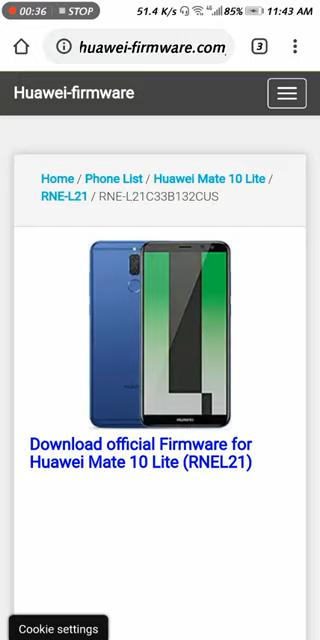 00:36 STOP 51.4 K/s 4G 85% 11:43 AM
huawei-firmware.com 3
Huawei-firmware
Home / Phone List / Huawei Mate 10 Lite /
RNE-L21 / RNE-L21C33B132CUS
HUAWEI
Download official Firmware for
Huawei Mate 10 Lite (RNEL21)
Cookie settings